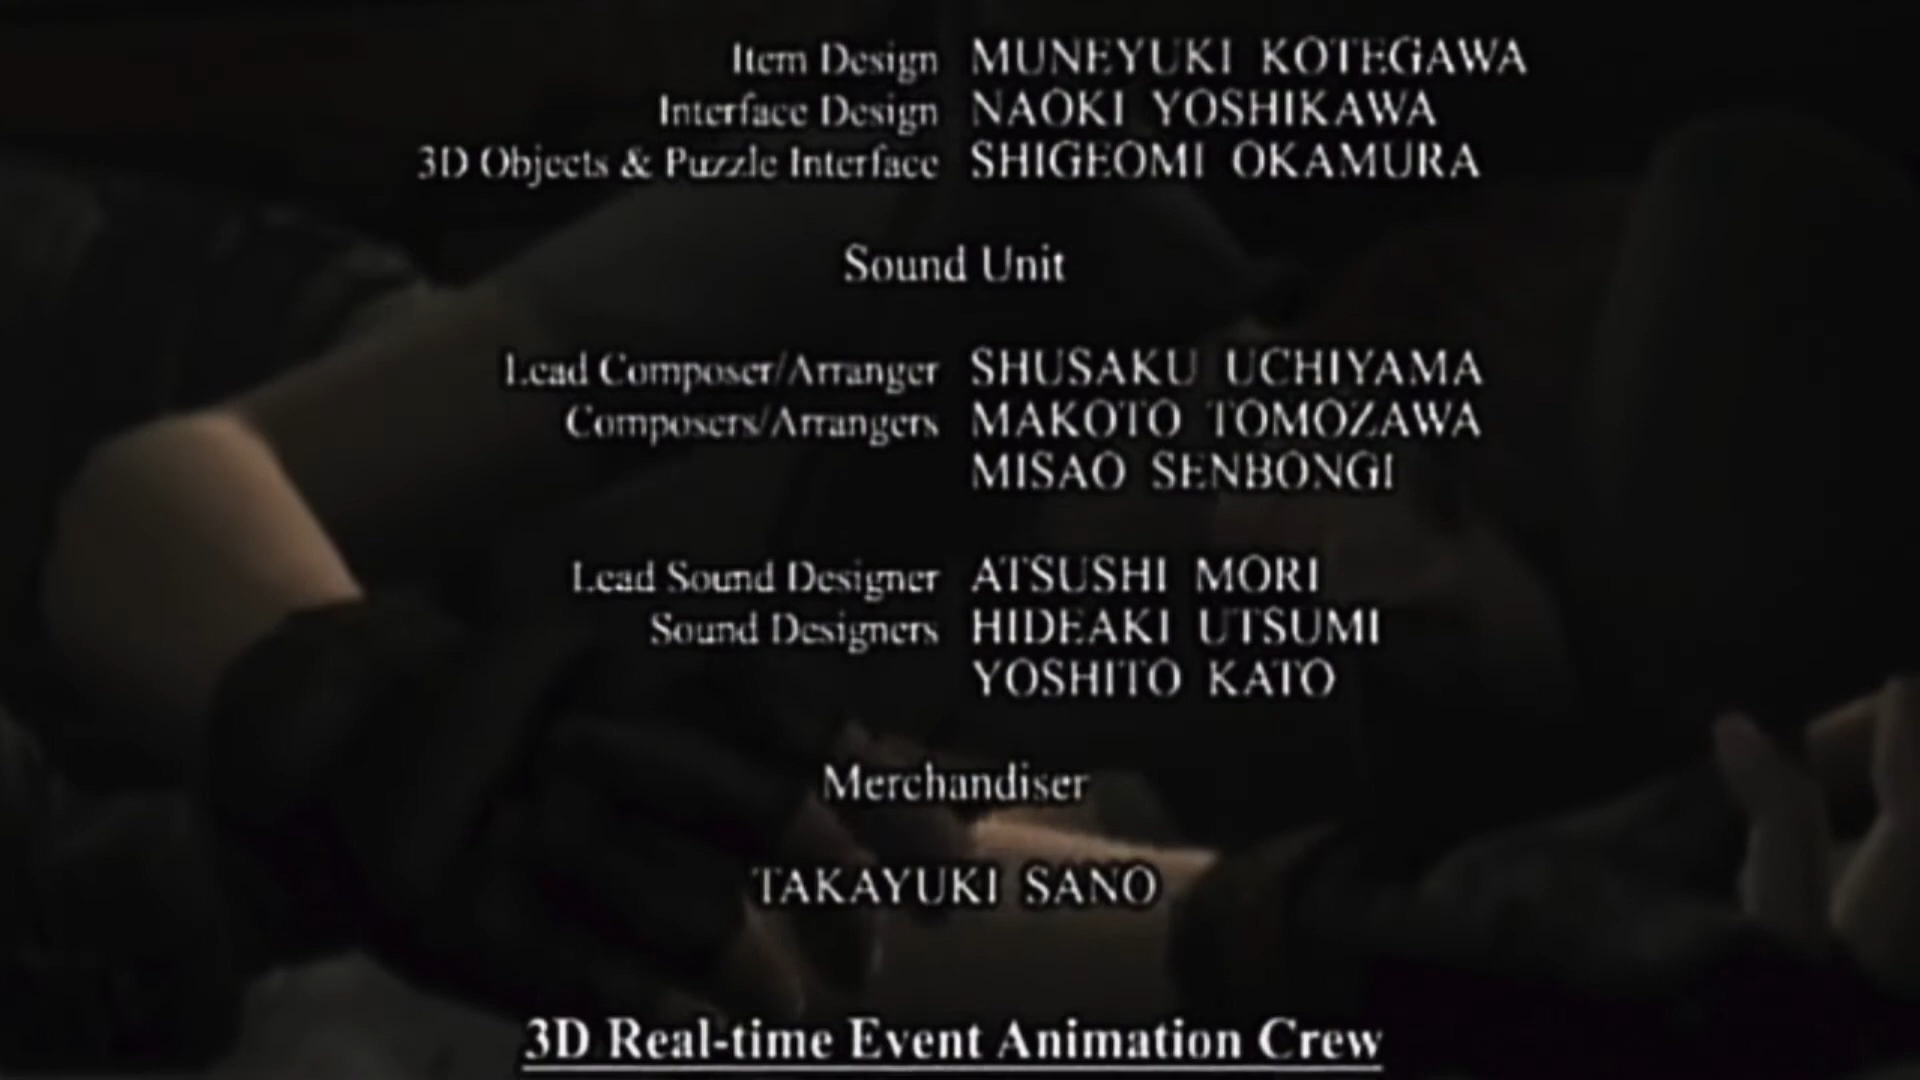 Item Design MUNEYUKI KOTEGAWA
Interface Design NAOKI YOSHIKAWA
3D Objects & Puzzle Interface SHIGEOMI OKAMURA
Sound Unit
Lead Composer/Arranger SHUSAKU UCHIYAMA
Composers/Arrangers MAKOTO TOMOZAWA
MISAO SENBONGI
Lead Sound Designer ATSUSHI MORI
Sound Designers HIDEAKI UTSUMI
YOSHITO KATO
Merchandiser
TAKAYUKI SANO
3D Real-time Event Animation Crew